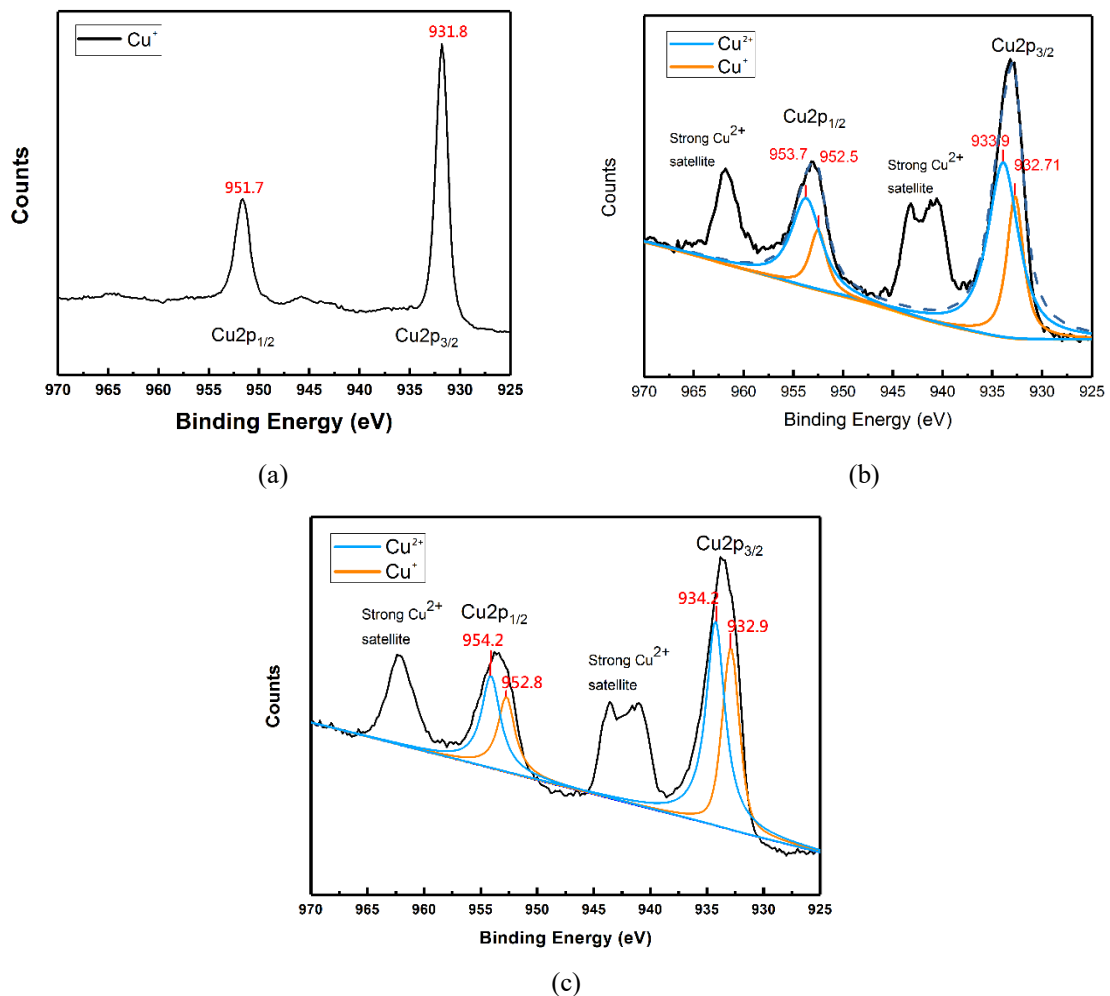 Cu⁺
931.8
951.7
Cu2p₁/₂
Cu2p₃/₂
Counts
970 965 960 955 950 945 940 935 930 925
Binding Energy (eV)
(a)
Cu²⁺
Cu⁺
Cu2p₃/₂
Cu2p₁/₂
Strong Cu²⁺
satellite
953.7
952.5
Strong Cu²⁺
satellite
933.9
932.71
Counts
970 965 960 955 950 945 940 935 930 925
Binding Energy (eV)
(b)
Cu²⁺
Cu⁺
Cu2p₃/₂
934.2
932.9
Cu2p₁/₂
Strong Cu²⁺
satellite
954.2
952.8
Strong Cu²⁺
satellite
Counts
970 965 960 955 950 945 940 935 930 925
Binding Energy (eV)
(c)